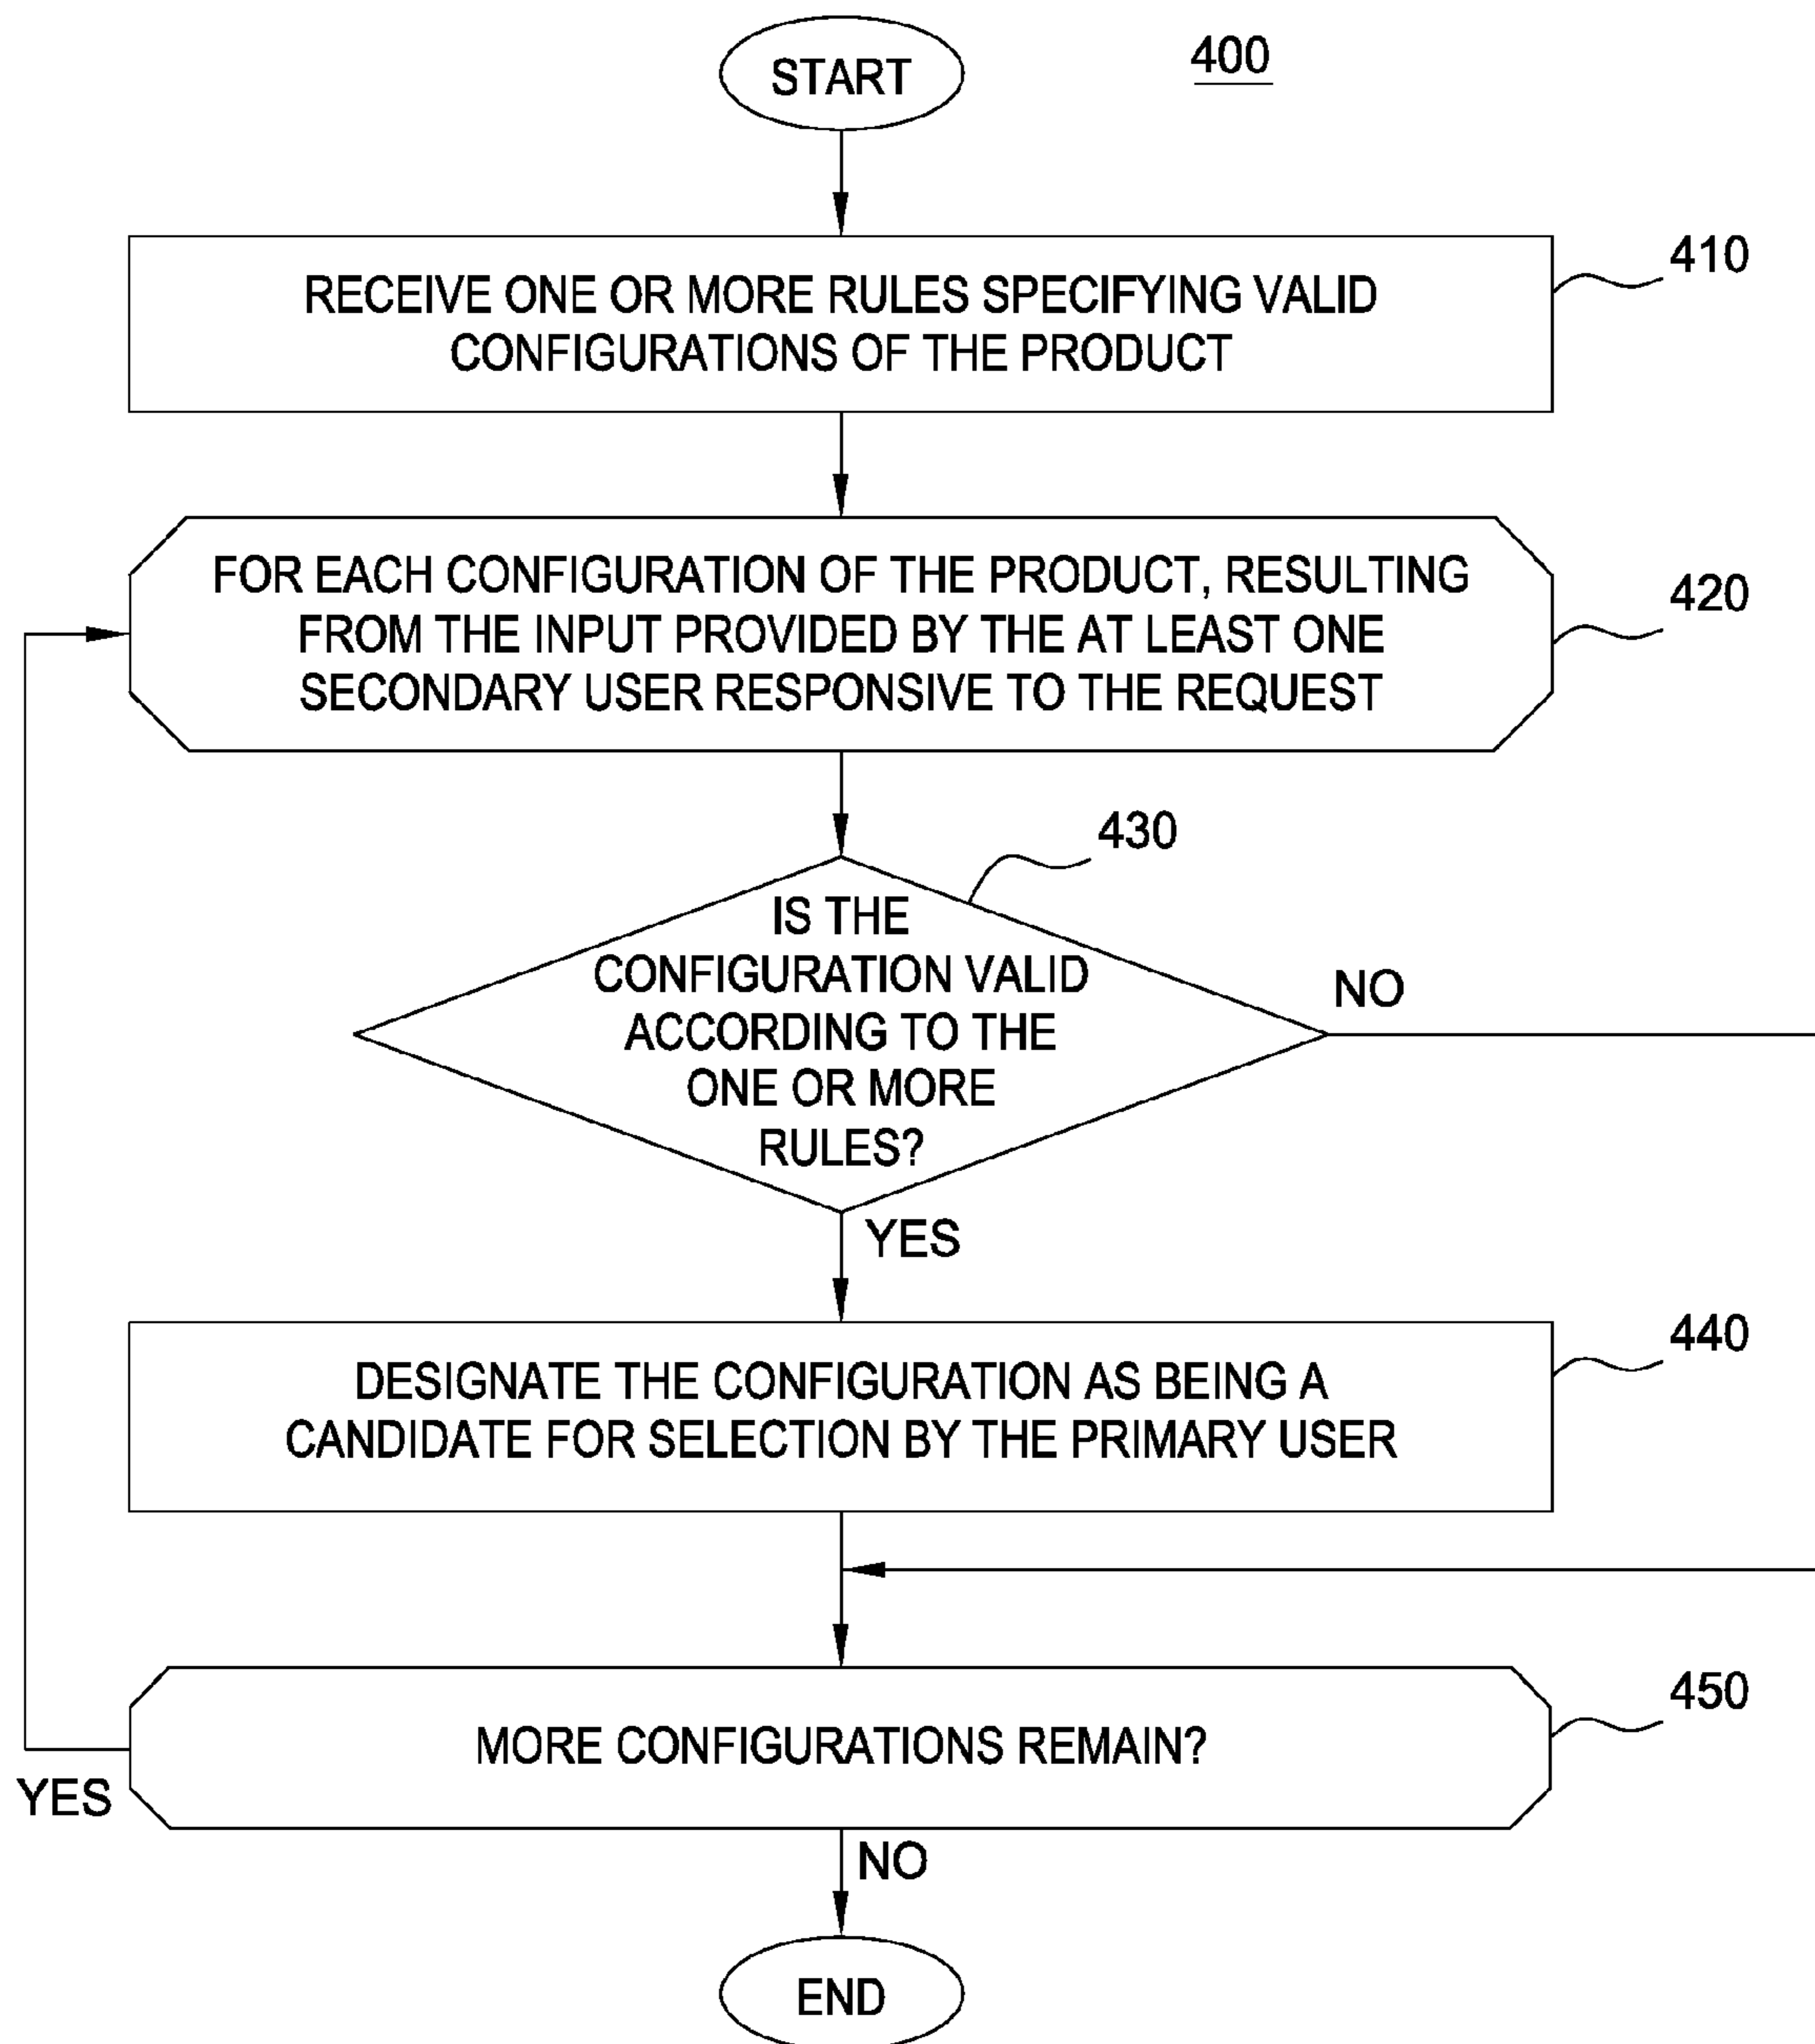 START
400
RECEIVE ONE OR MORE RULES SPECIFYING VALID
CONFIGURATIONS OF THE PRODUCT
410
FOR EACH CONFIGURATION OF THE PRODUCT, RESULTING
FROM THE INPUT PROVIDED BY THE AT LEAST ONE
SECONDARY USER RESPONSIVE TO THE REQUEST
420
430
IS THE
CONFIGURATION VALID
ACCORDING TO THE
ONE OR MORE
RULES?
NO
YES
DESIGNATE THE CONFIGURATION AS BEING A
CANDIDATE FOR SELECTION BY THE PRIMARY USER
440
MORE CONFIGURATIONS REMAIN?
450
YES
NO
END